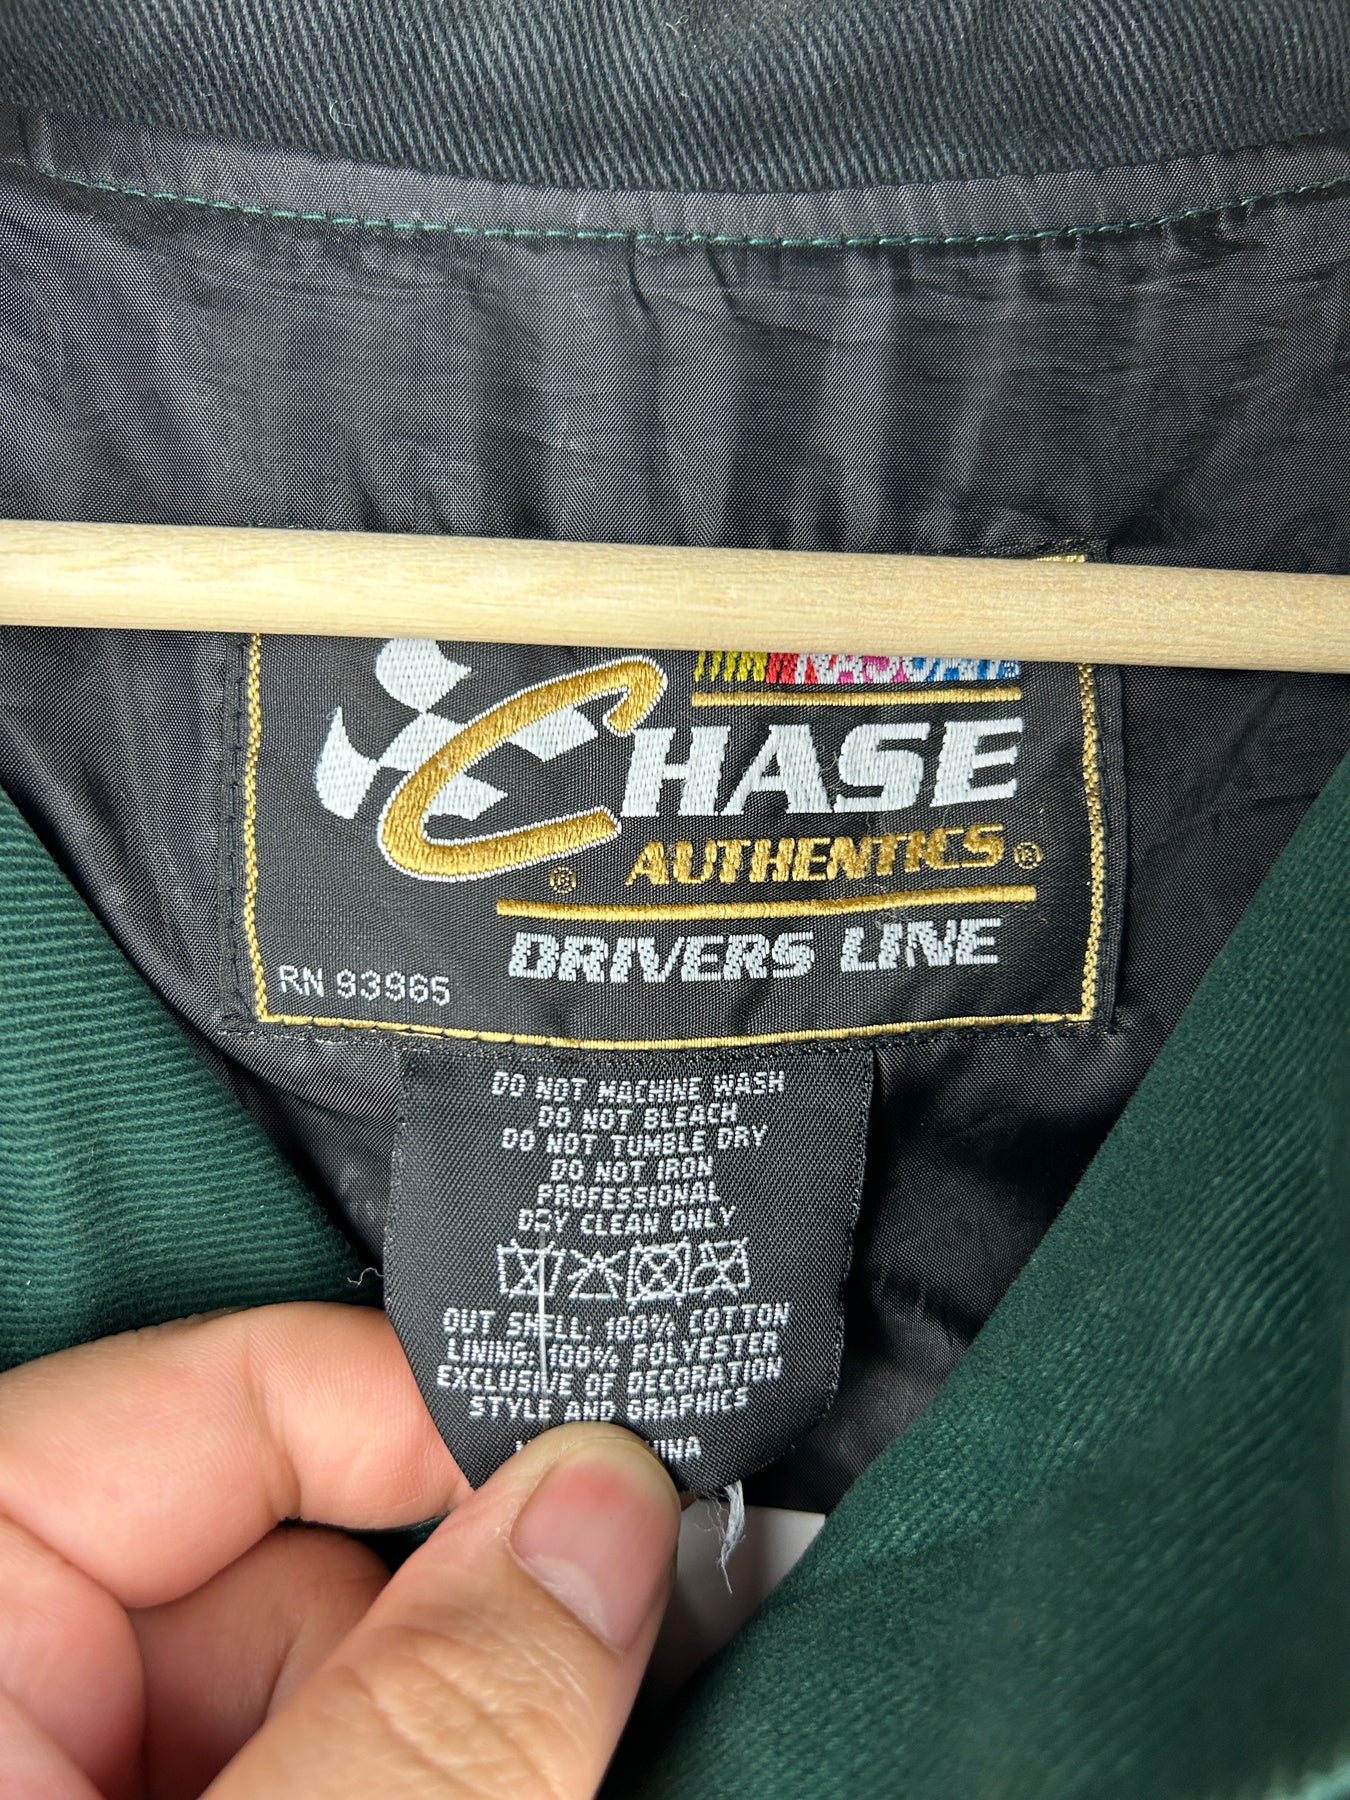 NASCAR
CHASE
AUTHENTICS ®
®
DRIVERS LINE
RN 93965
DO NOT MACHINE WASH
DO NOT BLEACH
DO NOT TUMBLE DRY
DO NOT IRON
PROFESSIONAL
DRY CLEAN ONLY
OUT SHELL: 100% COTTON
LINING: 100% POLYESTER
EXCLUSIVE OF DECORATION
STYLE AND GRAPHICS